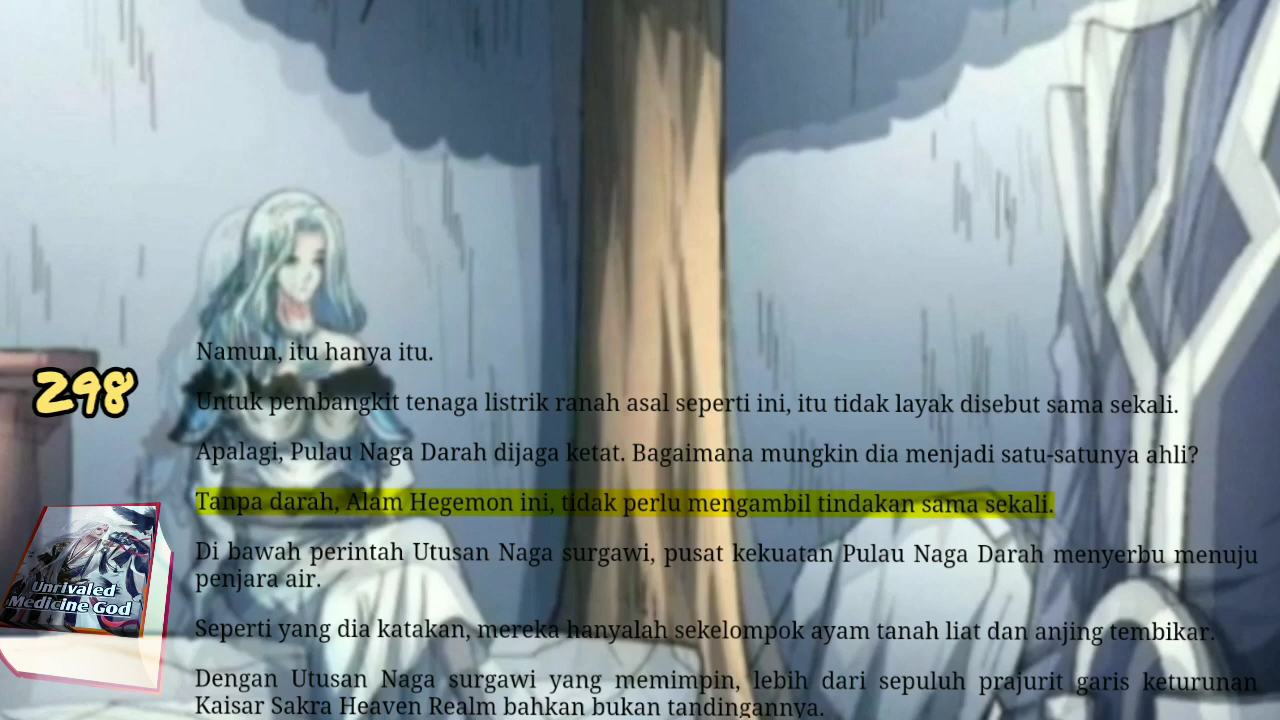 Namun, itu hanya itu.
298
Untuk pembangkit tenaga listrik ranah asal seperti ini, itu tidak layak disebut sama sekali.
Apalagi, Pulau Naga Darah dijaga ketat. Bagaimana mungkin dia menjadi satu-satunya ahli?
Tanpa darah, Alam Hegemon ini, tidak perlu mengambil tindakan sama sekali.
Di bawah perintah Utusan Naga surgawi, pusat kekuatan Pulau Naga Darah menyerbu menuju
penjara air.
Unrivaled
Medicine God
Seperti yang dia katakan, mereka hanyalah sekelompok ayam tanah liat dan anjing tembikar.
Dengan Utusan Naga surgawi yang memimpin, lebih dari sepuluh prajurit garis keturunan
Kaisar Sakra Heaven Realm bahkan bukan tandingannya.